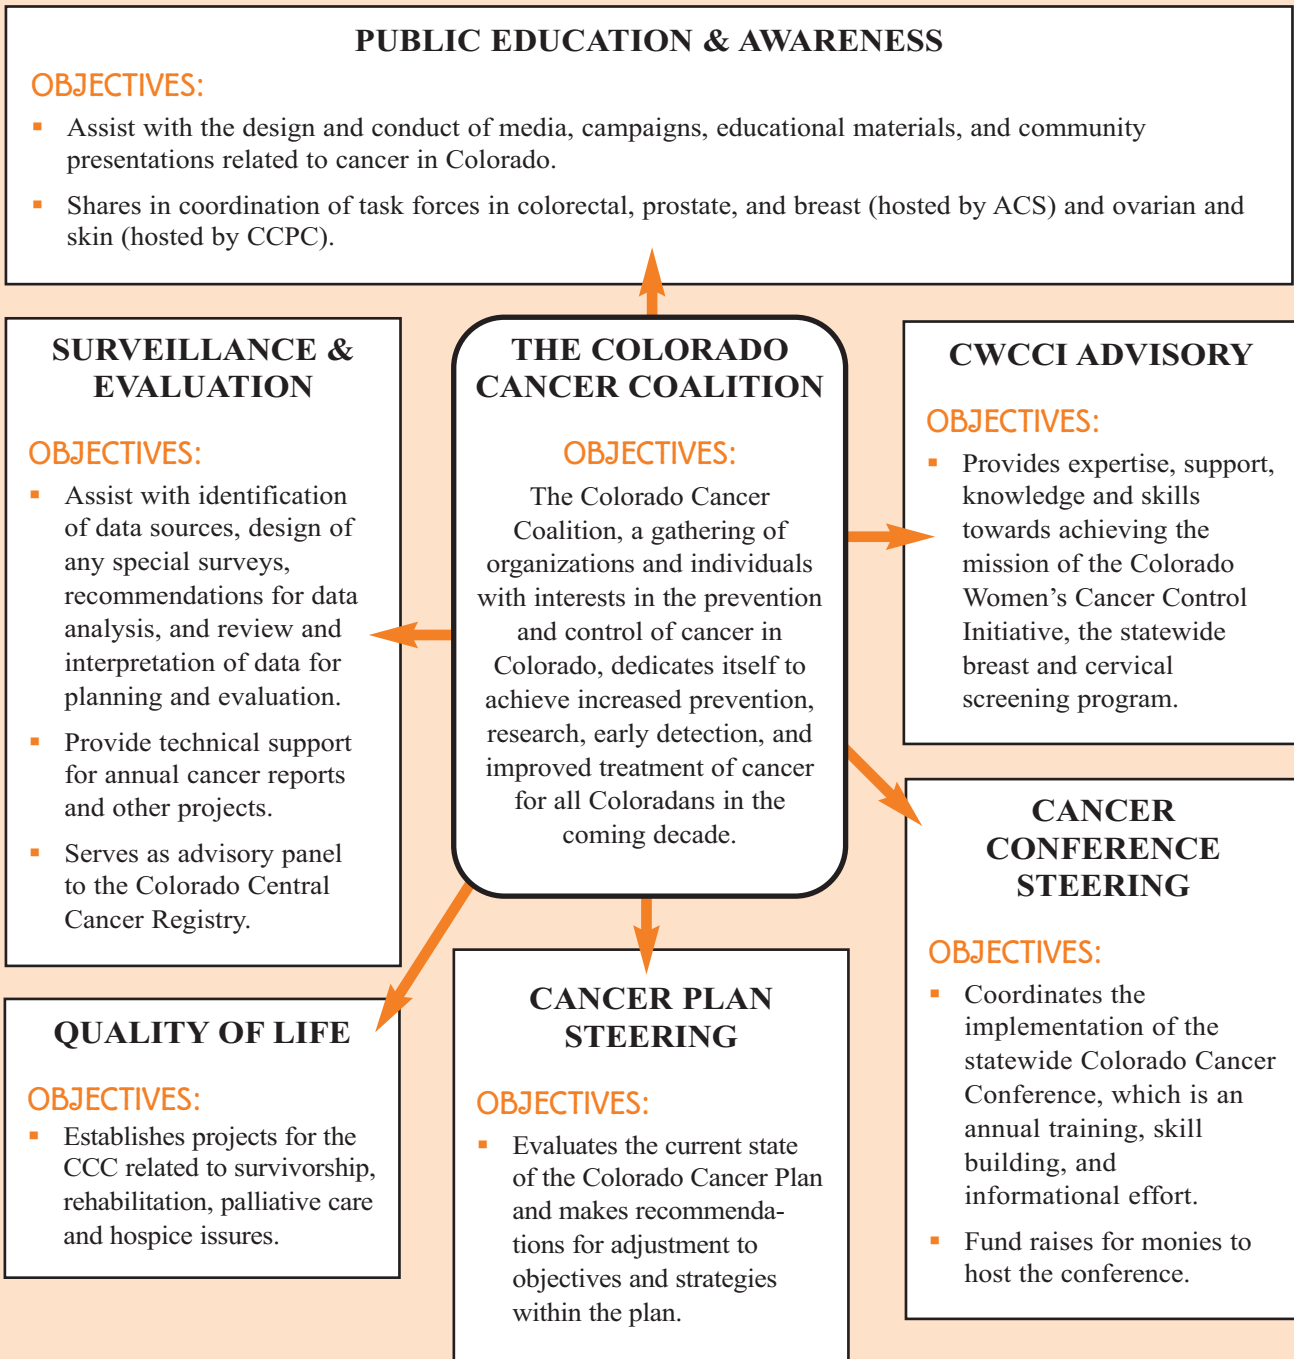 PUBLIC EDUCATION & AWARENESS
OBJECTIVES:
▪ Assist with the design and conduct of media, campaigns, educational materials, and community
presentations related to cancer in Colorado.
▪ Shares in coordination of task forces in colorectal, prostate, and breast (hosted by ACS) and ovarian and
skin (hosted by CCPC).
SURVEILLANCE &
EVALUATION
OBJECTIVES:
▪ Assist with identification
of data sources, design of
any special surveys,
recommendations for data
analysis, and review and
interpretation of data for
planning and evaluation.
▪ Provide technical support
for annual cancer reports
and other projects.
▪ Serves as advisory panel
to the Colorado Central
Cancer Registry.
THE COLORADO
CANCER COALITION
OBJECTIVES:
The Colorado Cancer
Coalition, a gathering of
organizations and individuals
with interests in the prevention
and control of cancer in
Colorado, dedicates itself to
achieve increased prevention,
research, early detection, and
improved treatment of cancer
for all Coloradans in the
coming decade.
CWCCI ADVISORY
OBJECTIVES:
▪ Provides expertise, support,
knowledge and skills
towards achieving the
mission of the Colorado
Women’s Cancer Control
Initiative, the statewide
breast and cervical
screening program.
QUALITY OF LIFE
OBJECTIVES:
▪ Establishes projects for the
CCC related to survivorship,
rehabilitation, palliative care
and hospice issures.
CANCER PLAN
STEERING
OBJECTIVES:
▪ Evaluates the current state
of the Colorado Cancer Plan
and makes recommenda-
tions for adjustment to
objectives and strategies
within the plan.
CANCER
CONFERENCE
STEERING
OBJECTIVES:
▪ Coordinates the
implementation of the
statewide Colorado Cancer
Conference, which is an
annual training, skill
building, and
informational effort.
▪ Fund raises for monies to
host the conference.